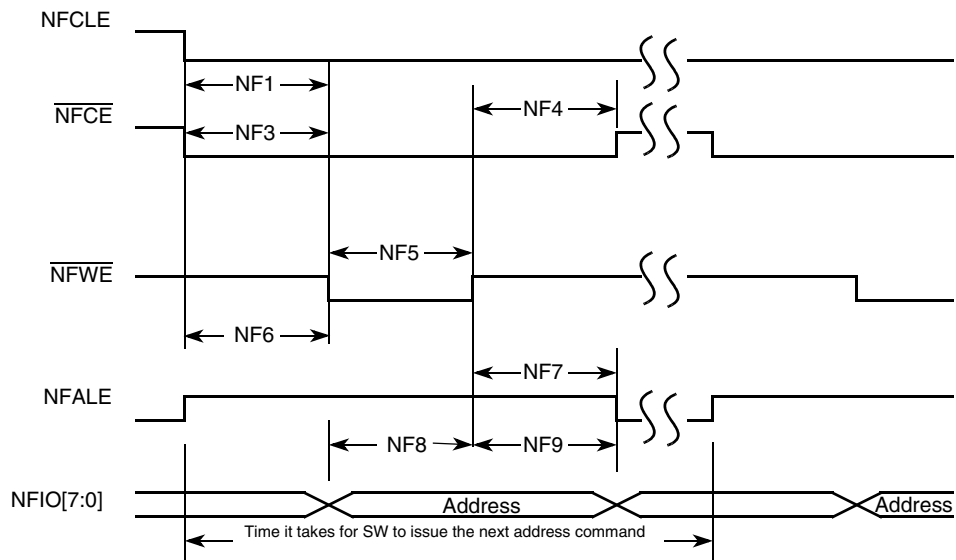 NFCLE
NF1
NFCE
NF3
NF4
NF5
NFWE
NF6
NF7
NFALE
NF8
NF9
NFIO[7:0]
Address
Address
Time it takes for SW to issue the next address command